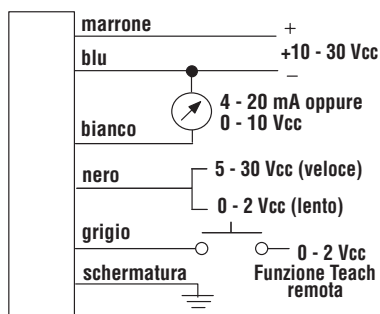 marrone
+
+10 - 30 Vcc
blu
–
4 - 20 mA oppure
0 - 10 Vcc
bianco
5 - 30 Vcc (veloce)
nero
0 - 2 Vcc (lento)
grigio
0 - 2 Vcc
Funzione Teach
remota
schermatura